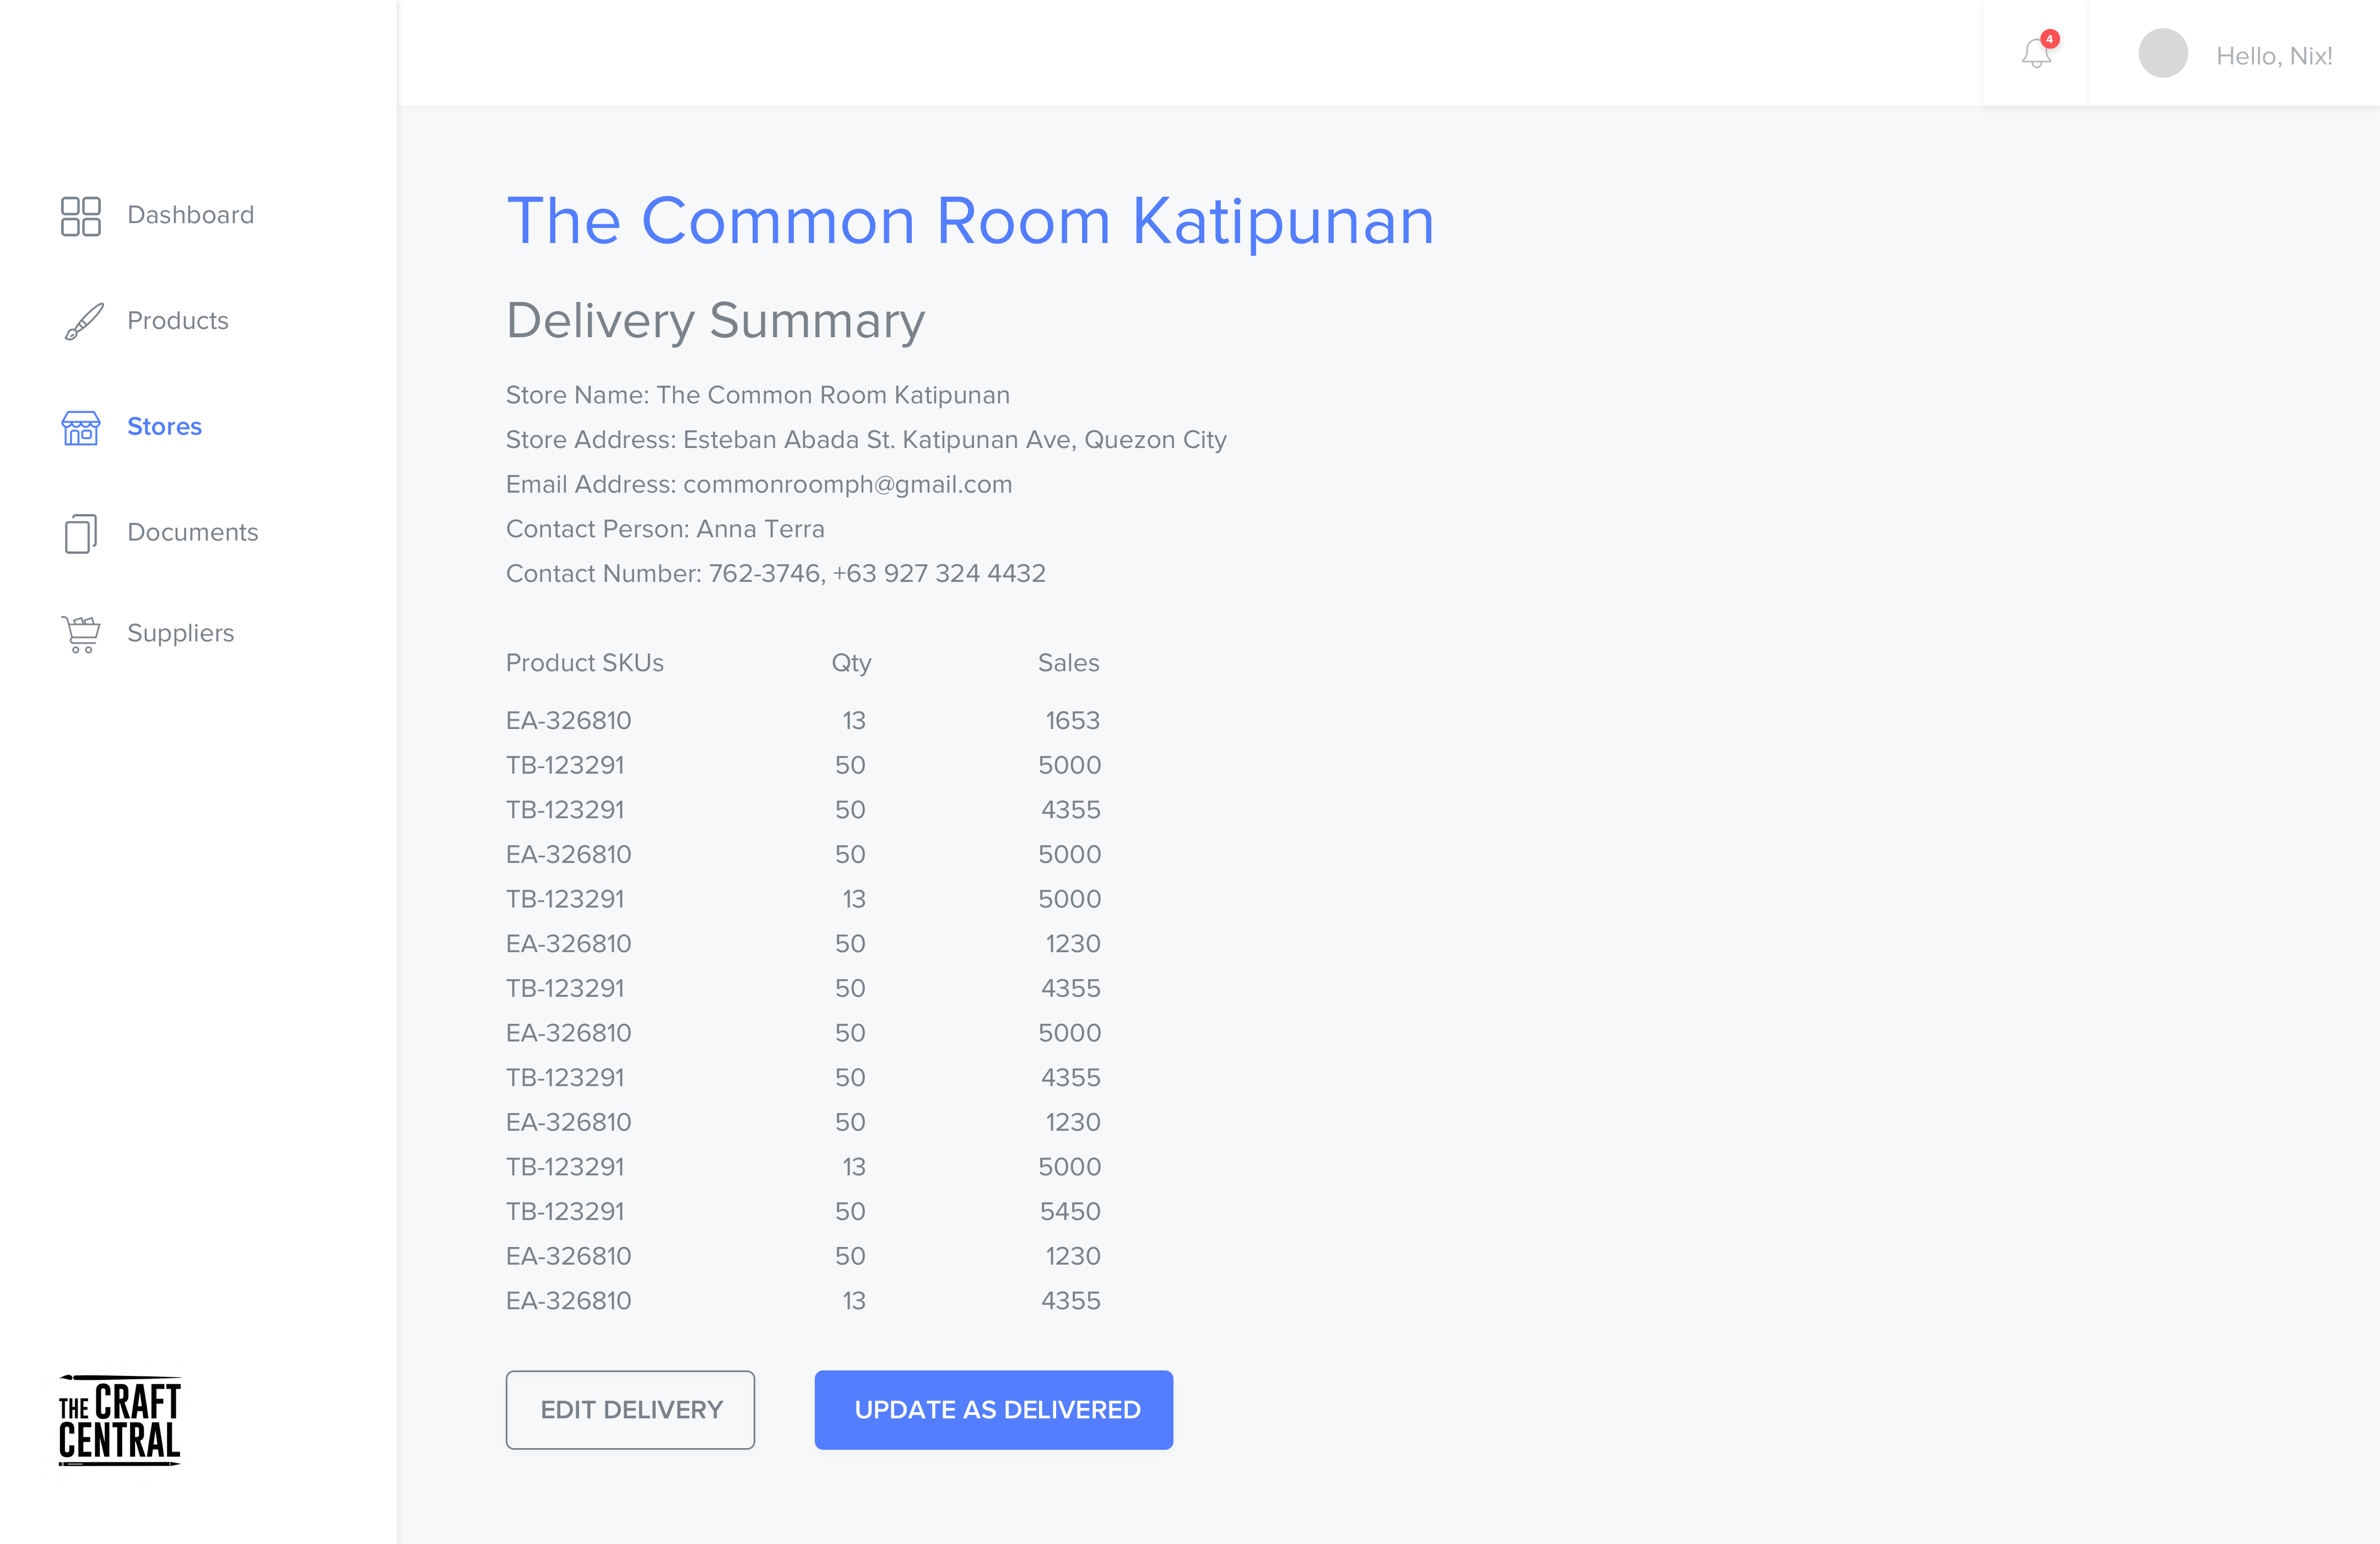 4
Hello, Nix!
Dashboard
Products
Stores
Documents
Suppliers
The Common Room Katipunan
Delivery Summary
Store Name: The Common Room Katipunan
Store Address: Esteban Abada St. Katipunan Ave, Quezon City
Email Address: commonroomph@gmail.com
Contact Person: Anna Terra
Contact Number: 762-3746, +63 927 324 4432
Product SKUs Qty Sales
EA-326810 13 1653
TB-123291 50 5000
TB-123291 50 4355
EA-326810 50 5000
TB-123291 13 5000
EA-326810 50 1230
TB-123291 50 4355
EA-326810 50 5000
TB-123291 50 4355
EA-326810 50 1230
TB-123291 13 5000
TB-123291 50 5450
EA-326810 50 1230
EA-326810 13 4355
EDIT DELIVERY
UPDATE AS DELIVERED
THE CRAFT
CENTRAL